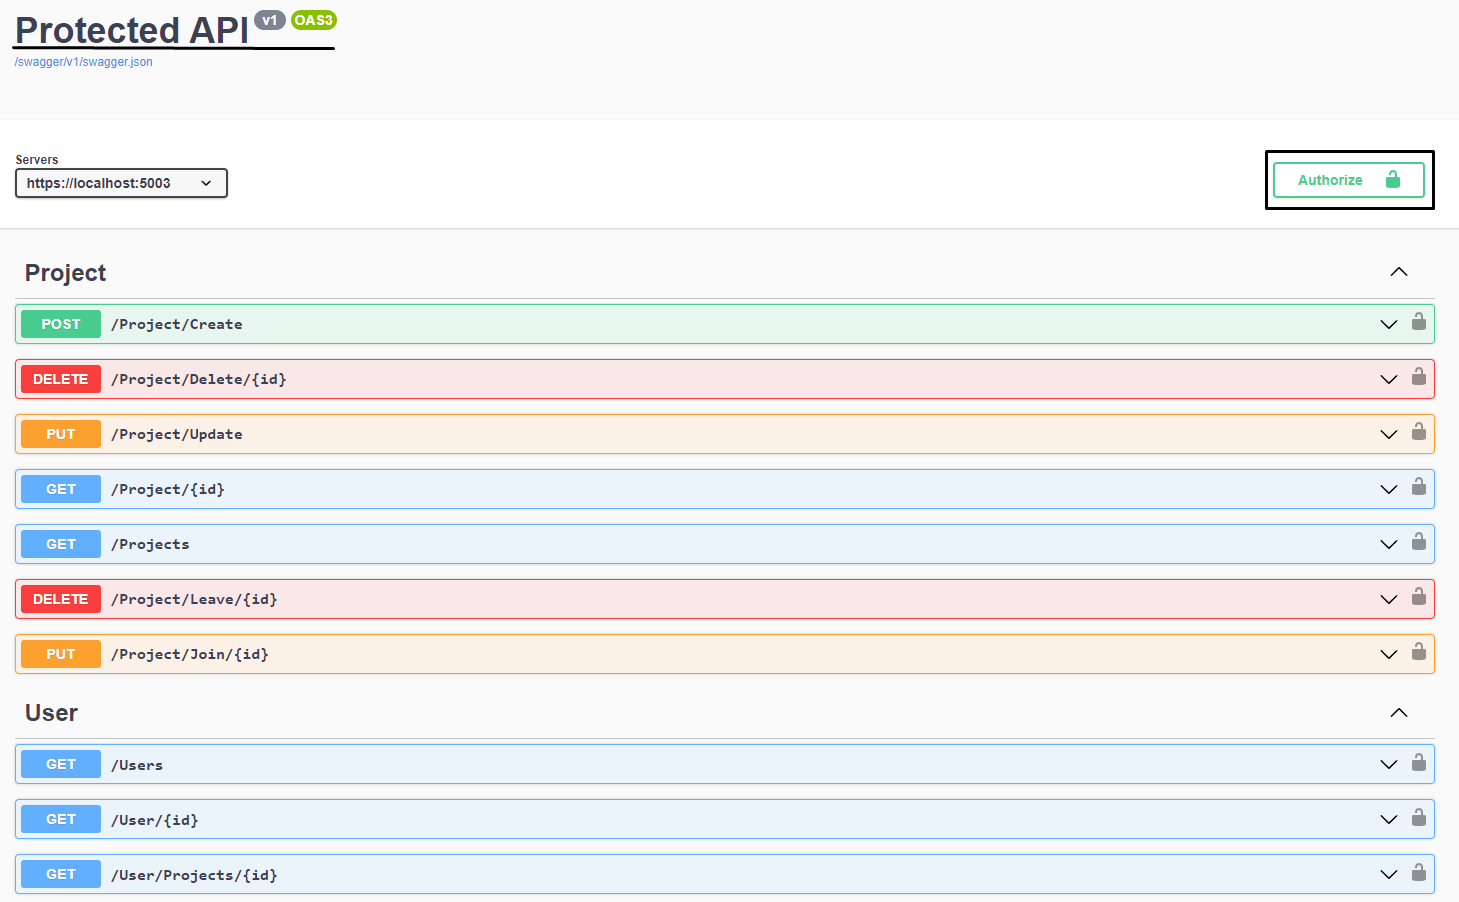 Protected API v1 OAS3
/swagger/v1/swagger.json
Servers
https://localhost:5003
Authorize
Project
POST /Project/Create
DELETE /Project/Delete/{id}
PUT /Project/Update
GET /Project/{id}
GET /Projects
DELETE /Project/Leave/{id}
PUT /Project/Join/{id}
User
GET /Users
GET /User/{id}
GET /User/Projects/{id}